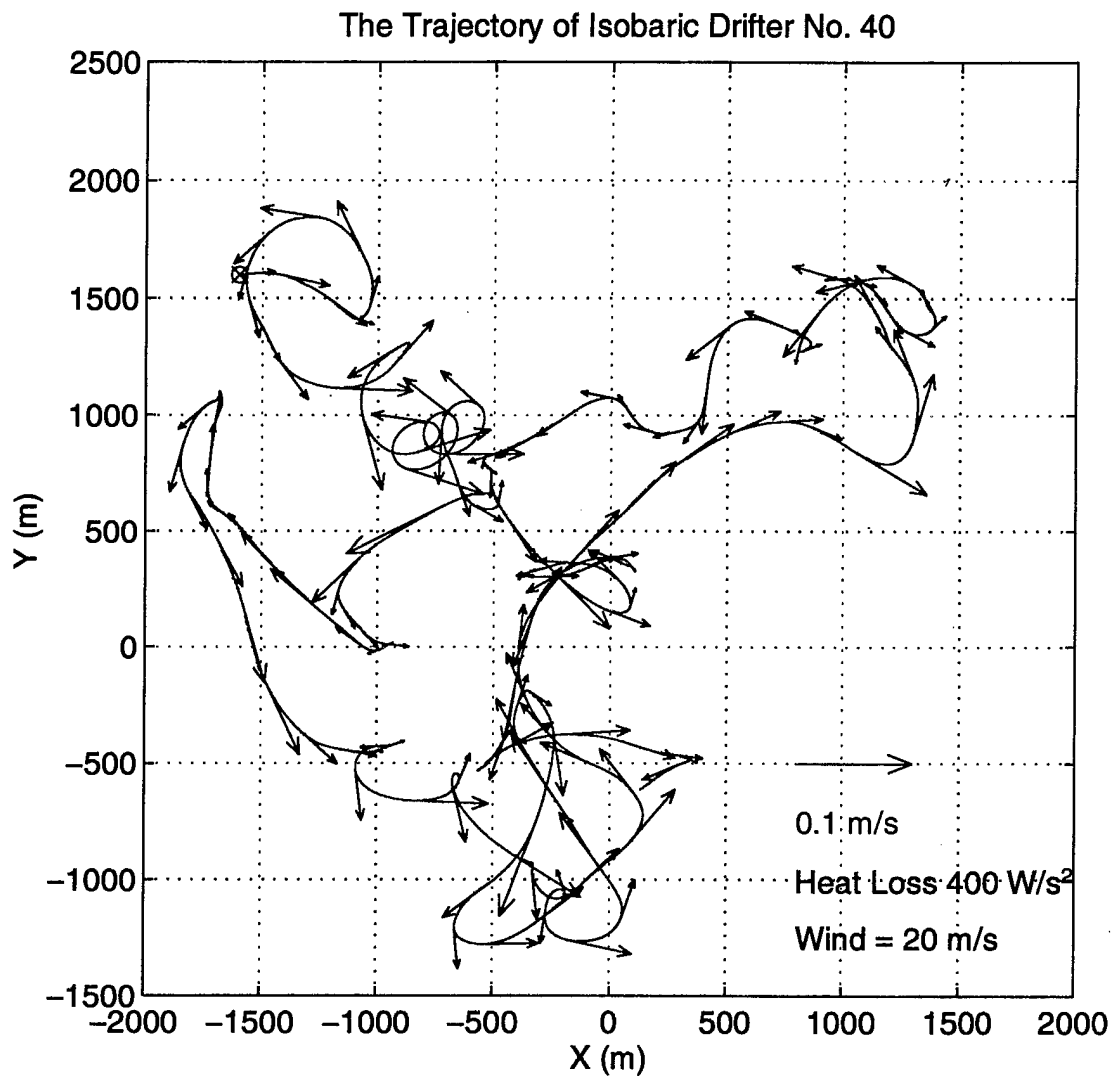 The Trajectory of Isobaric Drifter No. 40
2500
2000
1500
1000
500
0
−500
−1000
−1500
Y (m)
0.1 m/s
Heat Loss 400 W/s²
Wind = 20 m/s
−2000 −1500 −1000 −500 0 500 1000 1500 2000
X (m)